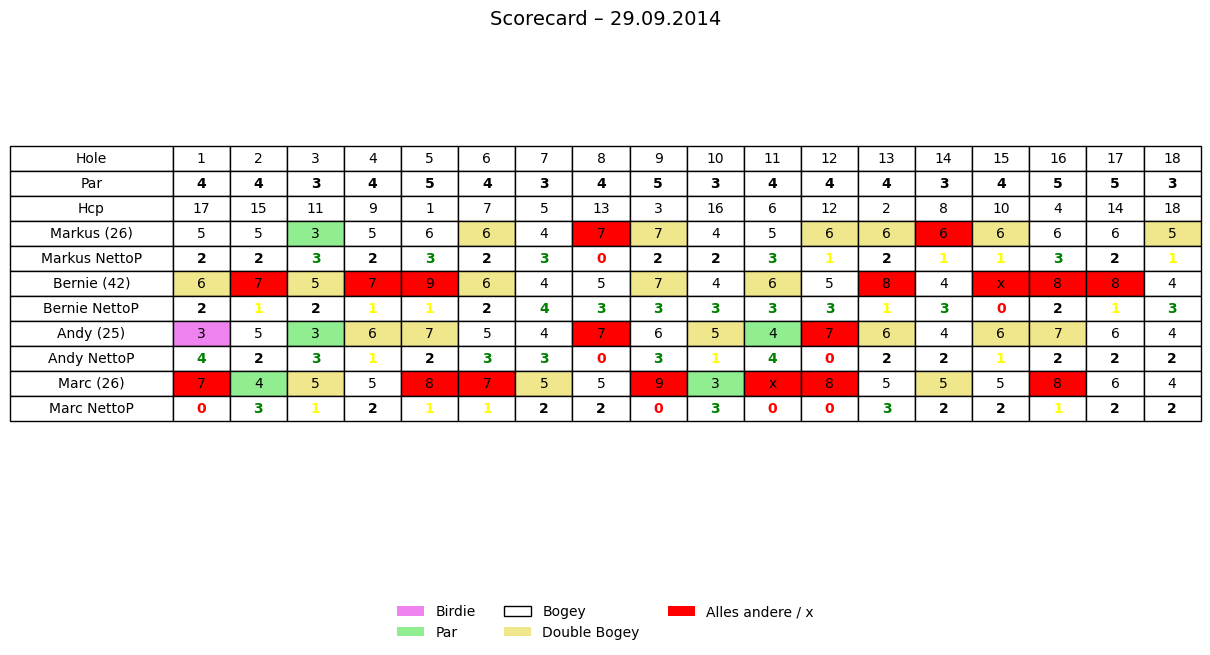 Scorecard – 29.09.2014
Hole 1 2 3 4 5 6 7 8 9 10 11 12 13 14 15 16 17 18
Par 4 4 3 4 5 4 3 4 5 3 4 4 4 3 4 5 5 3
Hcp 17 15 11 9 1 7 5 13 3 16 6 12 2 8 10 4 14 18
Markus (26) 5 5 3 5 6 6 4 7 7 4 5 6 6 6 6 6 6 5
Markus NettoP 2 2 3 2 3 2 3 0 2 2 3 1 2 1 1 3 2 1
Bernie (42) 6 7 5 7 9 6 4 5 7 4 6 5 8 4 x 8 8 4
Bernie NettoP 2 1 2 1 1 2 4 3 3 3 3 3 1 3 0 2 1 3
Andy (25) 3 5 3 6 7 5 4 7 6 5 4 7 6 4 6 7 6 4
Andy NettoP 4 2 3 1 2 3 3 0 3 1 4 0 2 2 1 2 2 2
Marc (26) 7 4 5 5 8 7 5 5 9 3 x 8 5 5 5 8 6 4
Marc NettoP 0 3 1 2 1 1 2 2 0 3 0 0 3 2 2 1 2 2
Birdie Bogey Alles andere / x
Par Double Bogey